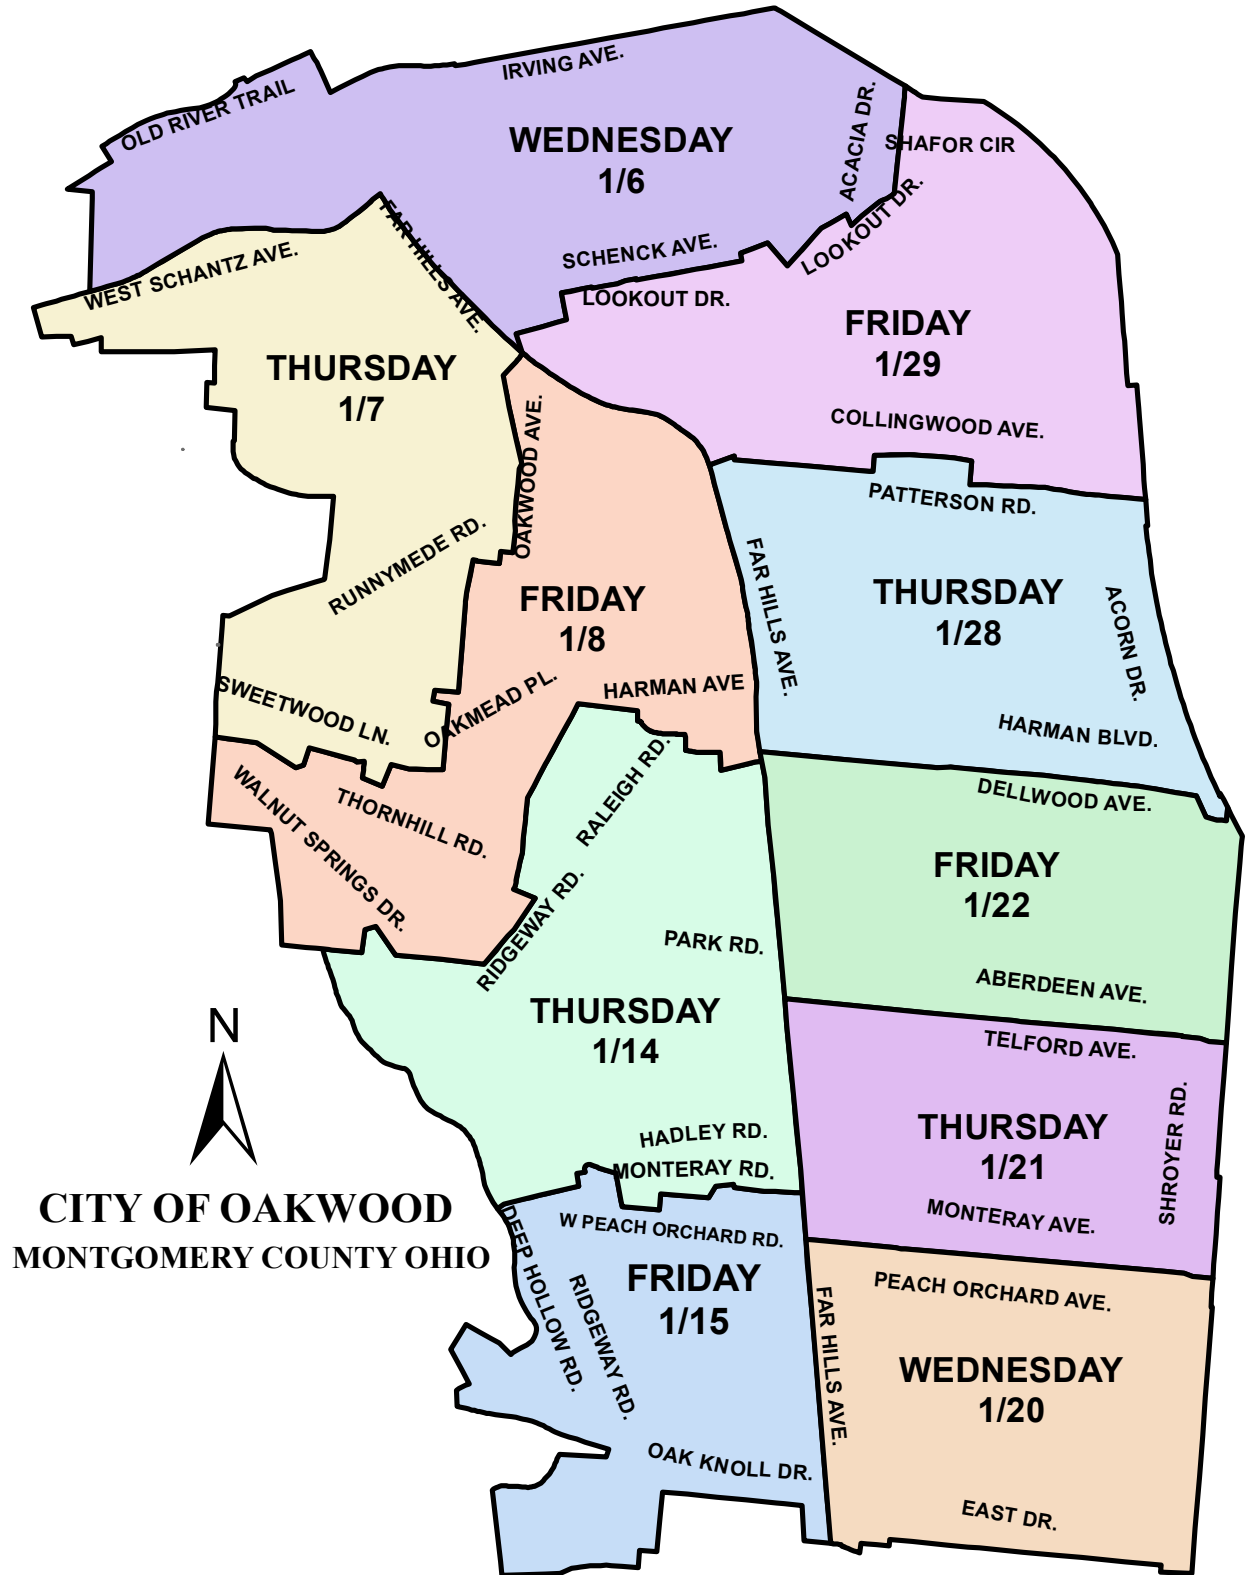 IRVING AVE.
OLD RIVER TRAIL
WEDNESDAY
1/6
ACACIA DR.
SHAFOR CIR
LOOKOUT DR.
SCHENCK AVE.
LOOKOUT DR.
WEST SCHANTZ AVE.
FAR HILLS AVE.
FRIDAY
1/29
THURSDAY
1/7
COLLINGWOOD AVE.
OAKWOOD AVE.
PATTERSON RD.
RUNNYMEDE RD.
FAR HILLS AVE.
THURSDAY
1/28
ACORN DR.
FRIDAY
1/8
HARMAN AVE
SWEETWOOD LN.
OAKMEAD PL.
HARMAN BLVD.
RALEIGH RD.
WALNUT SPRINGS DR.
THORNHILL RD.
DELLWOOD AVE.
FRIDAY
1/22
RIDGEWAY RD.
PARK RD.
ABERDEEN AVE.
THURSDAY
1/14
TELFORD AVE.
N
SHROYER RD.
THURSDAY
1/21
HADLEY RD.
MONTERAY RD.
MONTERAY AVE.
CITY OF OAKWOOD
MONTGOMERY COUNTY OHIO
W PEACH ORCHARD RD.
DEEP HOLLOW RD.
FRIDAY
1/15
RIDGEWAY RD.
PEACH ORCHARD AVE.
FAR HILLS AVE.
WEDNESDAY
1/20
OAK KNOLL DR.
EAST DR.